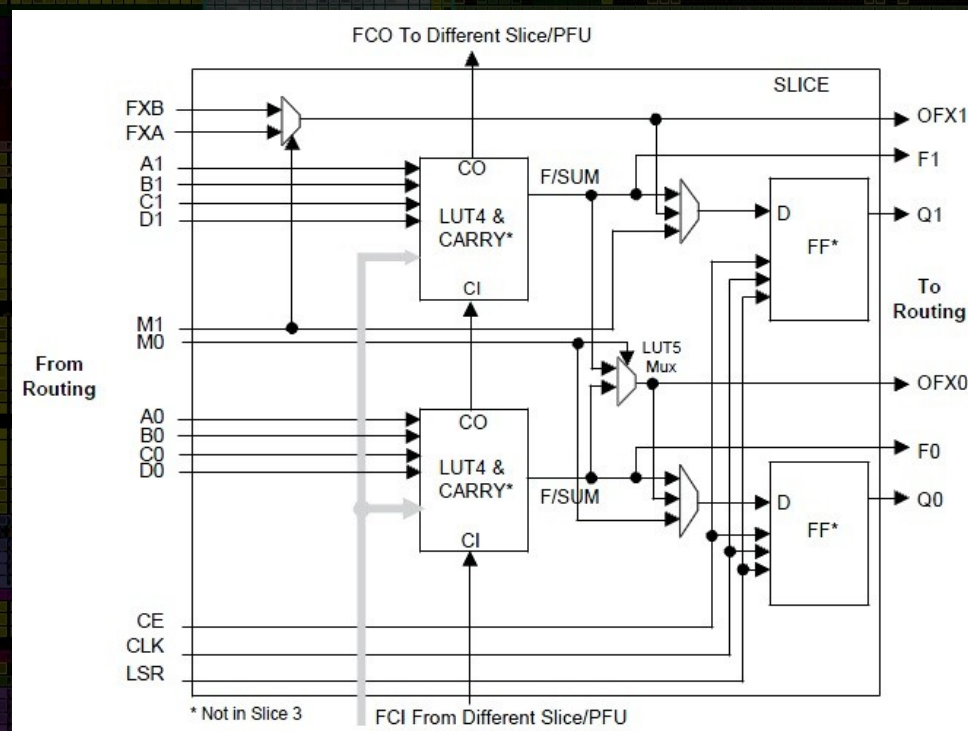 FCO To Different Slice/PFU
SLICE
FXB
FXA
OFX1
F1
A1
B1
C1
D1
CO
LUT4 &
CARRY*
CI
F/SUM
D
FF*
Q1
To
Routing
M1
M0
From
Routing
LUT5
Mux
OFX0
A0
B0
C0
D0
CO
LUT4 &
CARRY*
CI
F/SUM
F0
D
FF*
Q0
CE
CLK
LSR
* Not in Slice 3
FCI From Different Slice/PFU